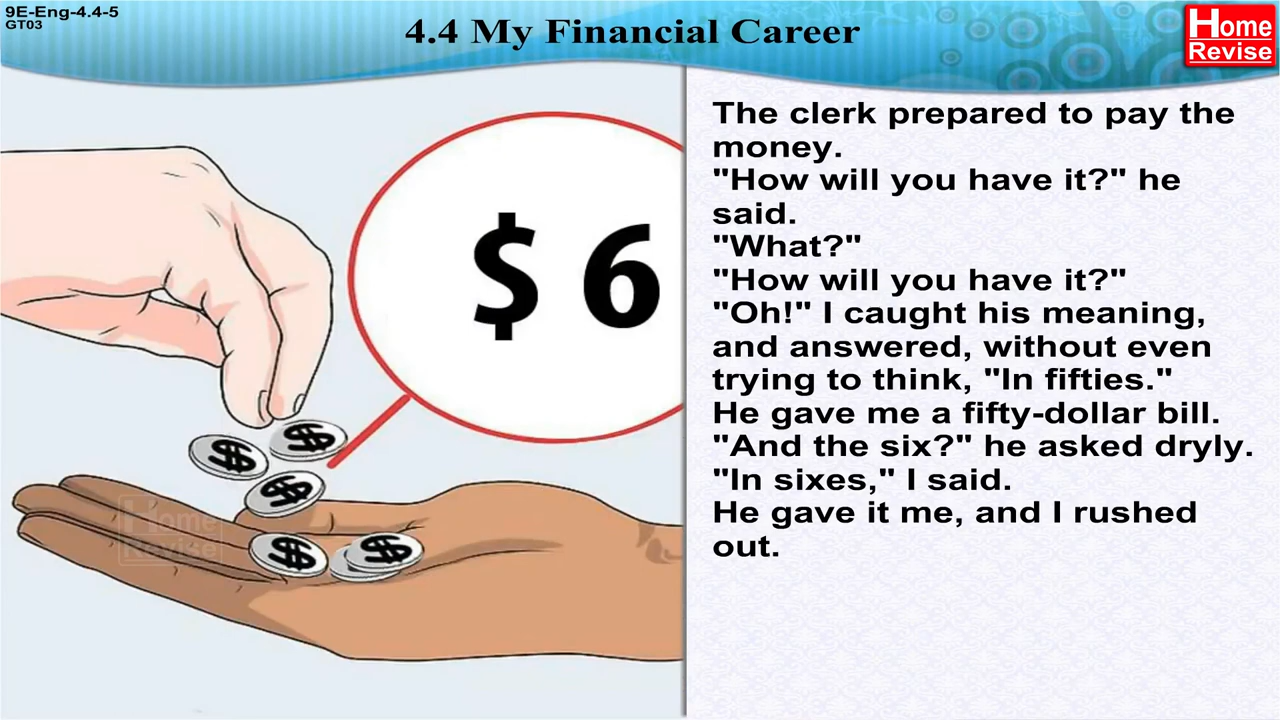 9E-Eng-4.4-5
GT03
4.4 My Financial Career
Home
Revise
The clerk prepared to pay the
money.
"How will you have it?" he
said.
"What?"
"How will you have it?"
"Oh!" I caught his meaning,
and answered, without even
trying to think, "In fifties."
He gave me a fifty-dollar bill.
"And the six?" he asked dryly.
"In sixes," I said.
He gave it me, and I rushed
out.
$ 6
$
$
$
$
$
Home
Revise